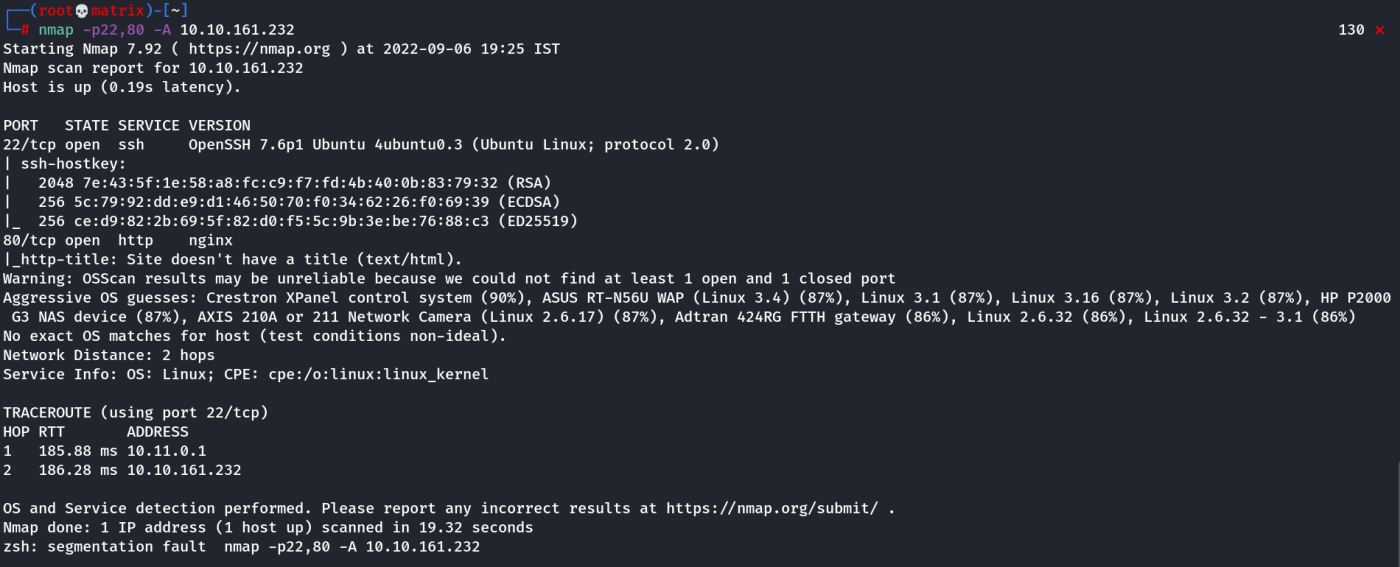 ┌──(root💀matrix)-[~]
└─# nmap -p22,80 -A 10.10.161.232 130 ⨯
Starting Nmap 7.92 ( https://nmap.org ) at 2022-09-06 19:25 IST
Nmap scan report for 10.10.161.232
Host is up (0.19s latency).

PORT   STATE SERVICE VERSION
22/tcp open  ssh     OpenSSH 7.6p1 Ubuntu 4ubuntu0.3 (Ubuntu Linux; protocol 2.0)
| ssh-hostkey:
|   2048 7e:43:5f:1e:58:a8:fc:c9:f7:fd:4b:40:0b:83:79:32 (RSA)
|   256 5c:79:92:dd:e9:d1:46:50:70:f0:34:62:26:f0:69:39 (ECDSA)
|_  256 ce:d9:82:2b:69:5f:82:d0:f5:5c:9b:3e:be:76:88:c3 (ED25519)
80/tcp open  http    nginx
|_http-title: Site doesn't have a title (text/html).
Warning: OSScan results may be unreliable because we could not find at least 1 open and 1 closed port
Aggressive OS guesses: Crestron XPanel control system (90%), ASUS RT-N56U WAP (Linux 3.4) (87%), Linux 3.1 (87%), Linux 3.16 (87%), Linux 3.2 (87%), HP P2000
 G3 NAS device (87%), AXIS 210A or 211 Network Camera (Linux 2.6.17) (87%), Adtran 424RG FTTH gateway (86%), Linux 2.6.32 (86%), Linux 2.6.32 - 3.1 (86%)
No exact OS matches for host (test conditions non-ideal).
Network Distance: 2 hops
Service Info: OS: Linux; CPE: cpe:/o:linux:linux_kernel

TRACEROUTE (using port 22/tcp)
HOP RTT       ADDRESS
1   185.88 ms 10.11.0.1
2   186.28 ms 10.10.161.232

OS and Service detection performed. Please report any incorrect results at https://nmap.org/submit/ .
Nmap done: 1 IP address (1 host up) scanned in 19.32 seconds
zsh: segmentation fault  nmap -p22,80 -A 10.10.161.232